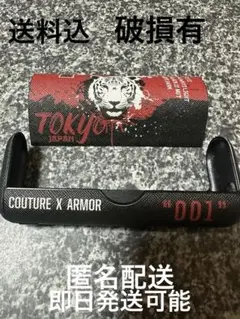 送料込 破損有
TOKYO
JAPAN
COUTURE X ARMOR
"001"
匿名配送
即日発送可能